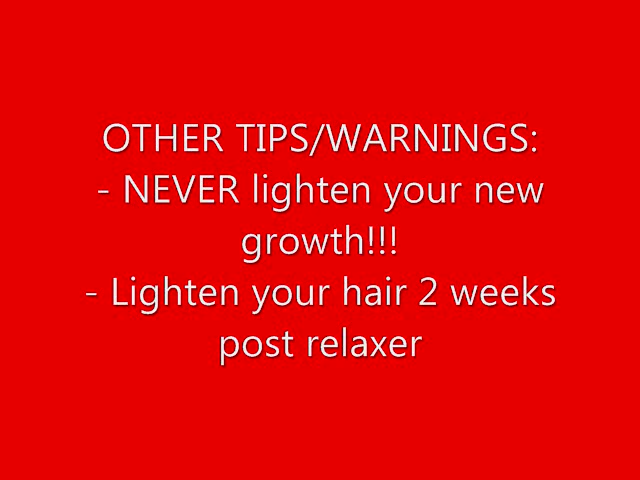 OTHER TIPS/WARNINGS:
- NEVER lighten your new
growth!!!
- Lighten your hair 2 weeks
post relaxer